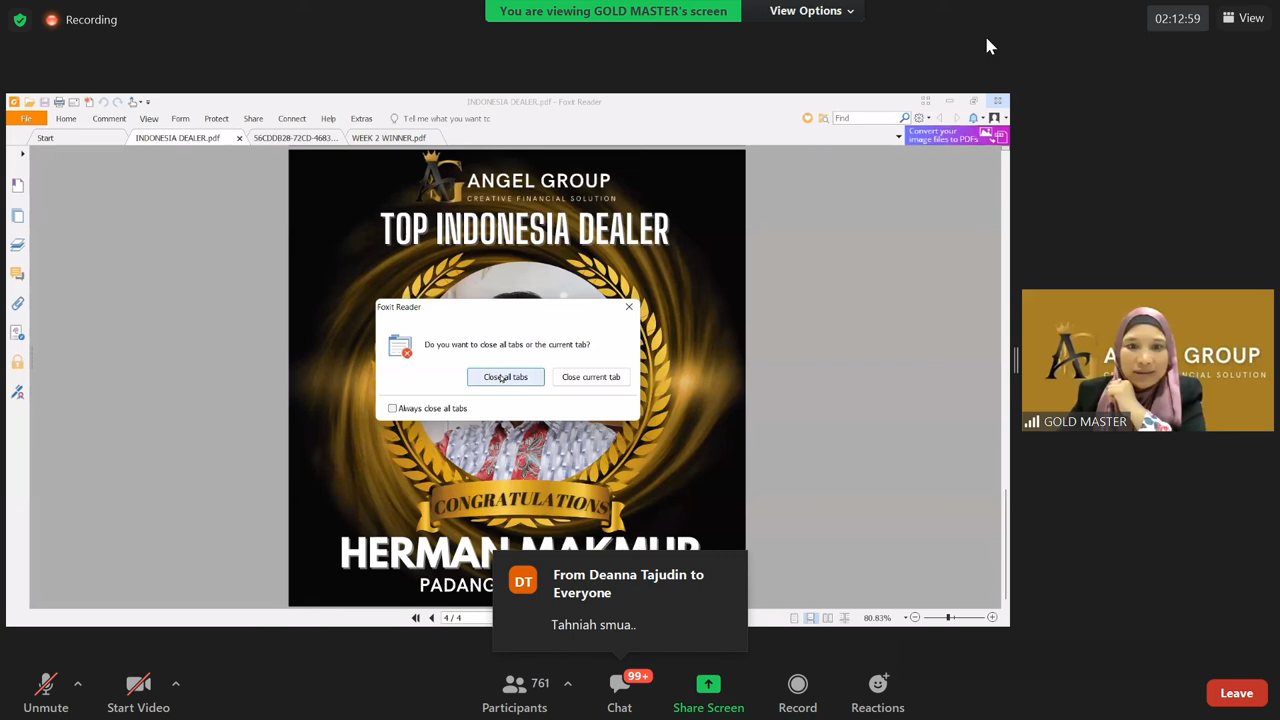 Recording
You are viewing GOLD MASTER's screen
View Options
02:12:59
View
INDONESIA DEALER.pdf - Foxit Reader
File Home Comment View Form Protect Share Connect Help Extras Tell me what you want to
Find
Start INDONESIA DEALER.pdf 56CDDB28-72CD-4683... WEEK 2 WINNER.pdf
Convert your
image files to PDFs
AG
ANGEL GROUP
CREATIVE FINANCIAL SOLUTION
TOP INDONESIA DEALER
Foxit Reader
Do you want to close all tabs or the current tab?
Close all tabs Close current tab
Always close all tabs
CONGRATULATIONS
HERMAN MAKMUR
PADANG
4 / 4
80.83%
GROUP
FINANCIAL SOLUTION
GOLD MASTER
DT
From Deanna Tajudin to
Everyone
Tahniah smua..
Unmute
Start Video
761
Participants
99+
Chat
Share Screen
Record
Reactions
Leave